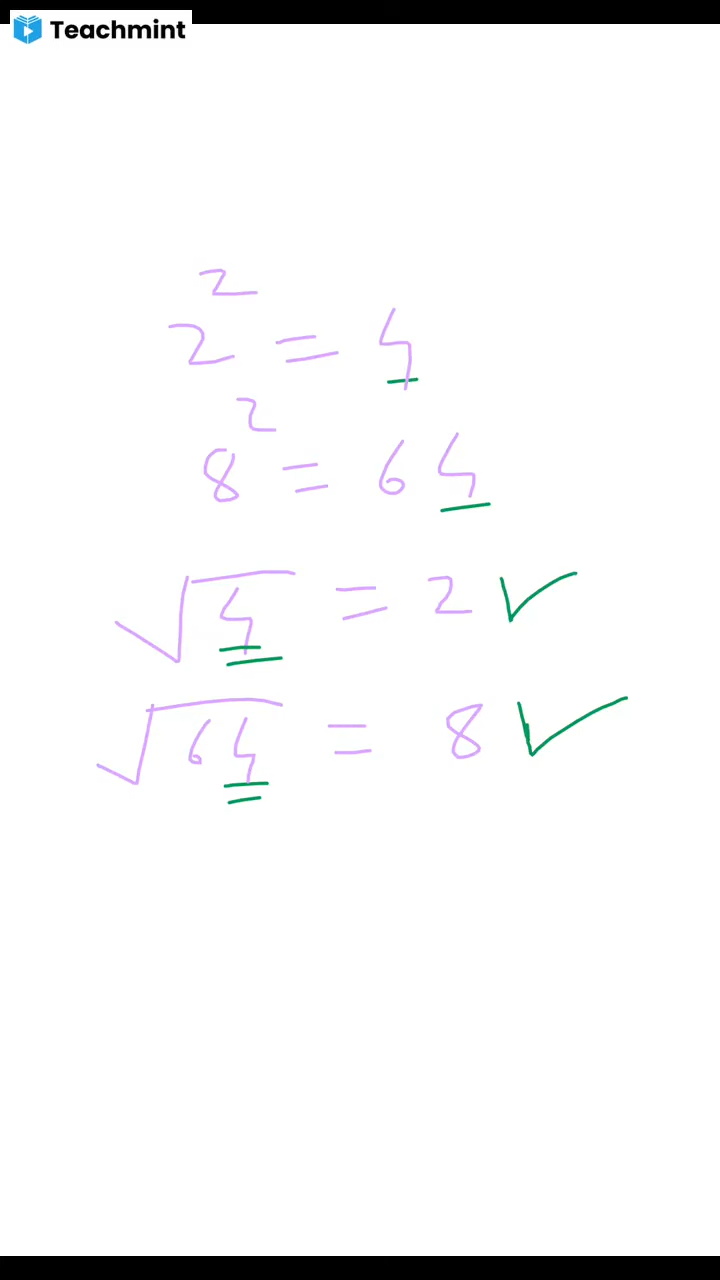 Teachmint
2² = 4
8² = 64
√4 = 2 ✓
√64 = 8 ✓